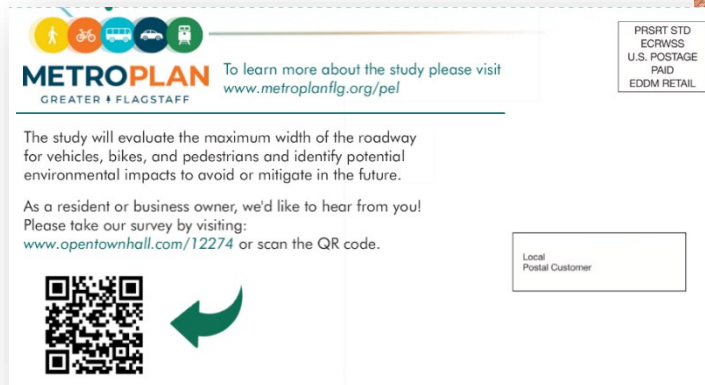 METROPLAN
GREATER FLAGSTAFF
To learn more about the study please visit
www.metroplanflg.org/pel
PRSRT STD
ECRWSS
U.S. POSTAGE
PAID
EDDM RETAIL
The study will evaluate the maximum width of the roadway
for vehicles, bikes, and pedestrians and identify potential
environmental impacts to avoid or mitigate in the future.
As a resident or business owner, we'd like to hear from you!
Please take our survey by visiting:
www.opentownhall.com/12274 or scan the QR code.
Local
Postal Customer